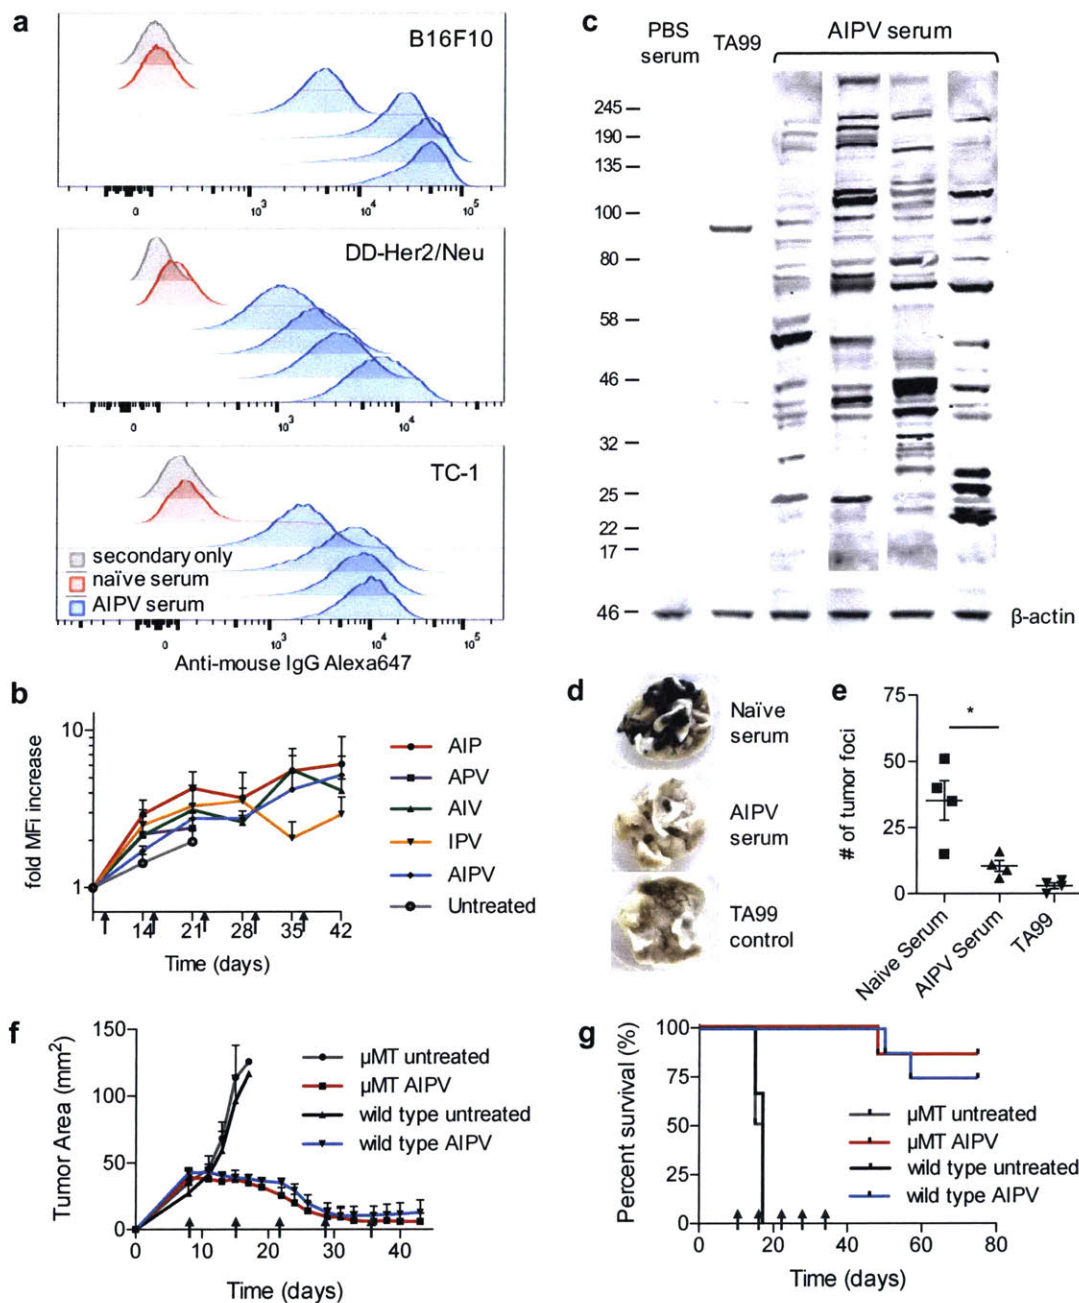 a
B16F10
0
10³
10⁴
10⁵
DD-Her2/Neu
0
10³
10⁴
TC-1
secondary only
naïve serum
AIPV serum
0
10³
10⁴
10⁵
Anti-mouse IgG Alexa647
c
PBS serum
TA99
AIPV serum
245
190
135
100
80
58
46
32
25
22
17
46
β-actin
b
fold MFi increase
10
1
14
21
28
35
42
Time (days)
AIP
APV
AIV
IPV
AIPV
Untreated
d
Naïve
serum
AIPV
serum
TA99
control
e
# of tumor foci
75
50
25
0
*
Naive Serum
AIPV Serum
TA99
f
Tumor Area (mm²)
150
100
50
0
0
10
20
30
40
Time (days)
μMT untreated
μMT AIPV
wild type untreated
wild type AIPV
g
Percent survival (%)
100
75
50
25
0
0
20
40
60
80
Time (days)
μMT untreated
μMT AIPV
wild type untreated
wild type AIPV